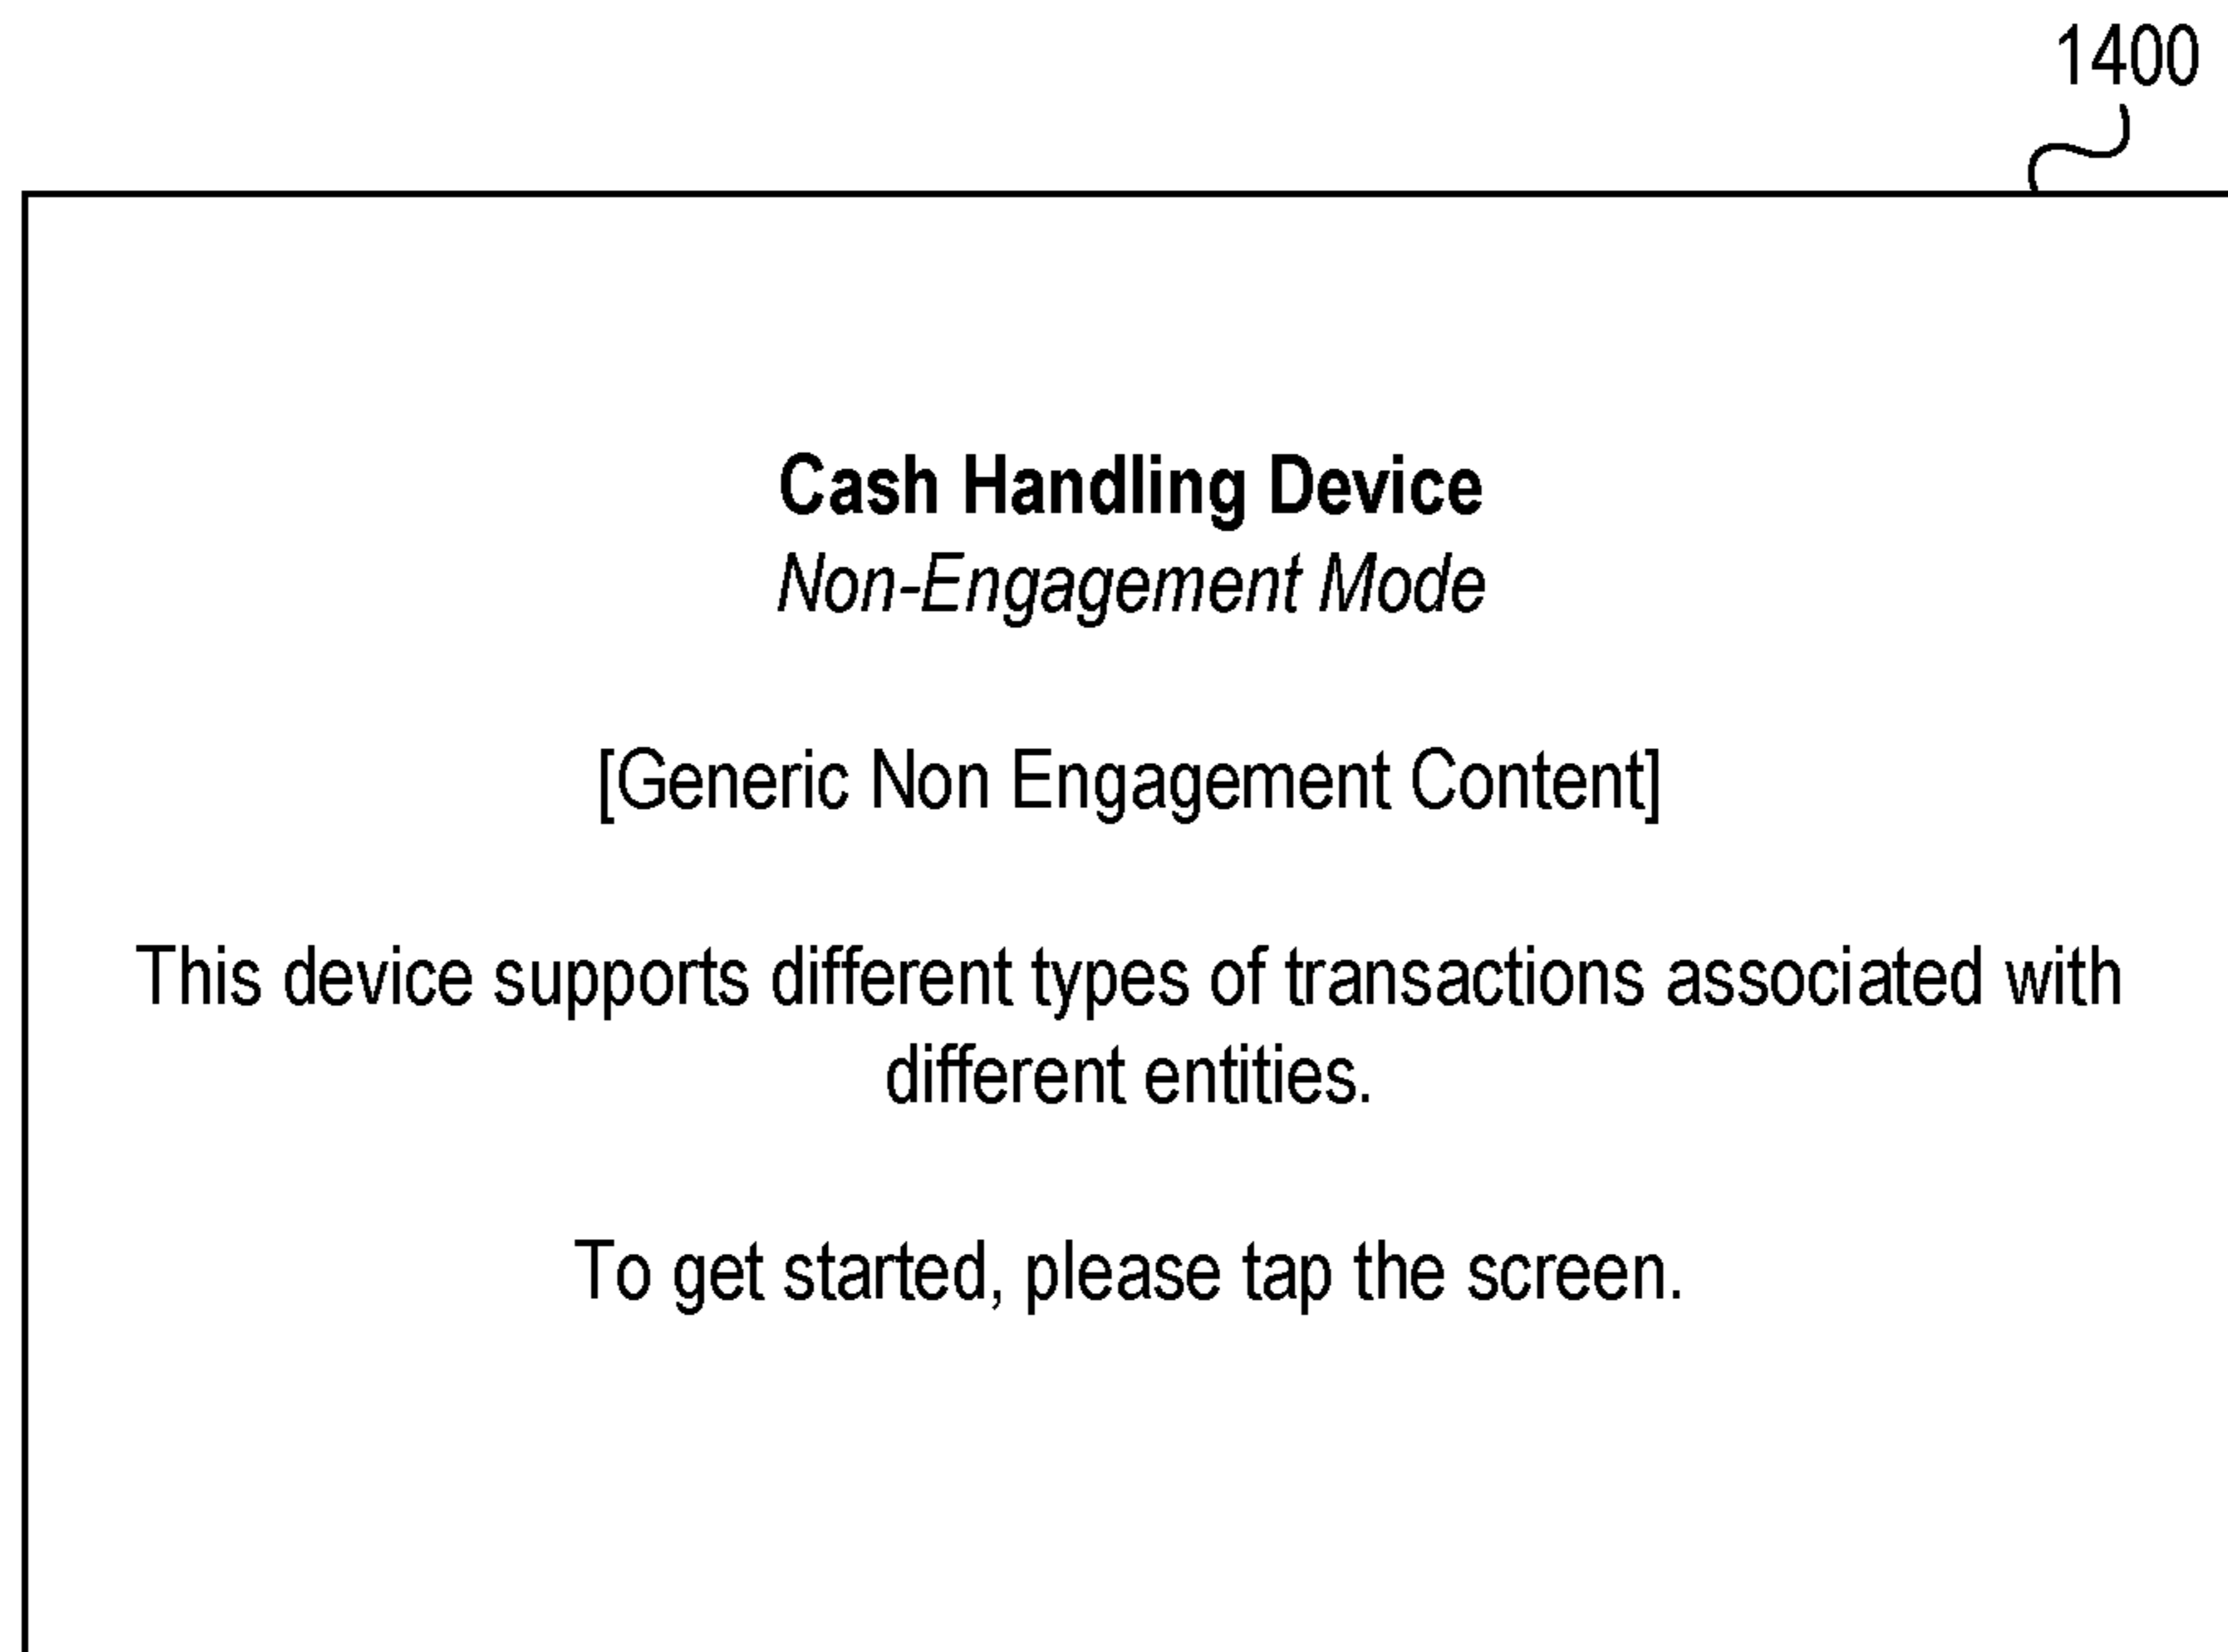 1400
Cash Handling Device
Non-Engagement Mode
[Generic Non Engagement Content]
This device supports different types of transactions associated with
different entities.
To get started, please tap the screen.